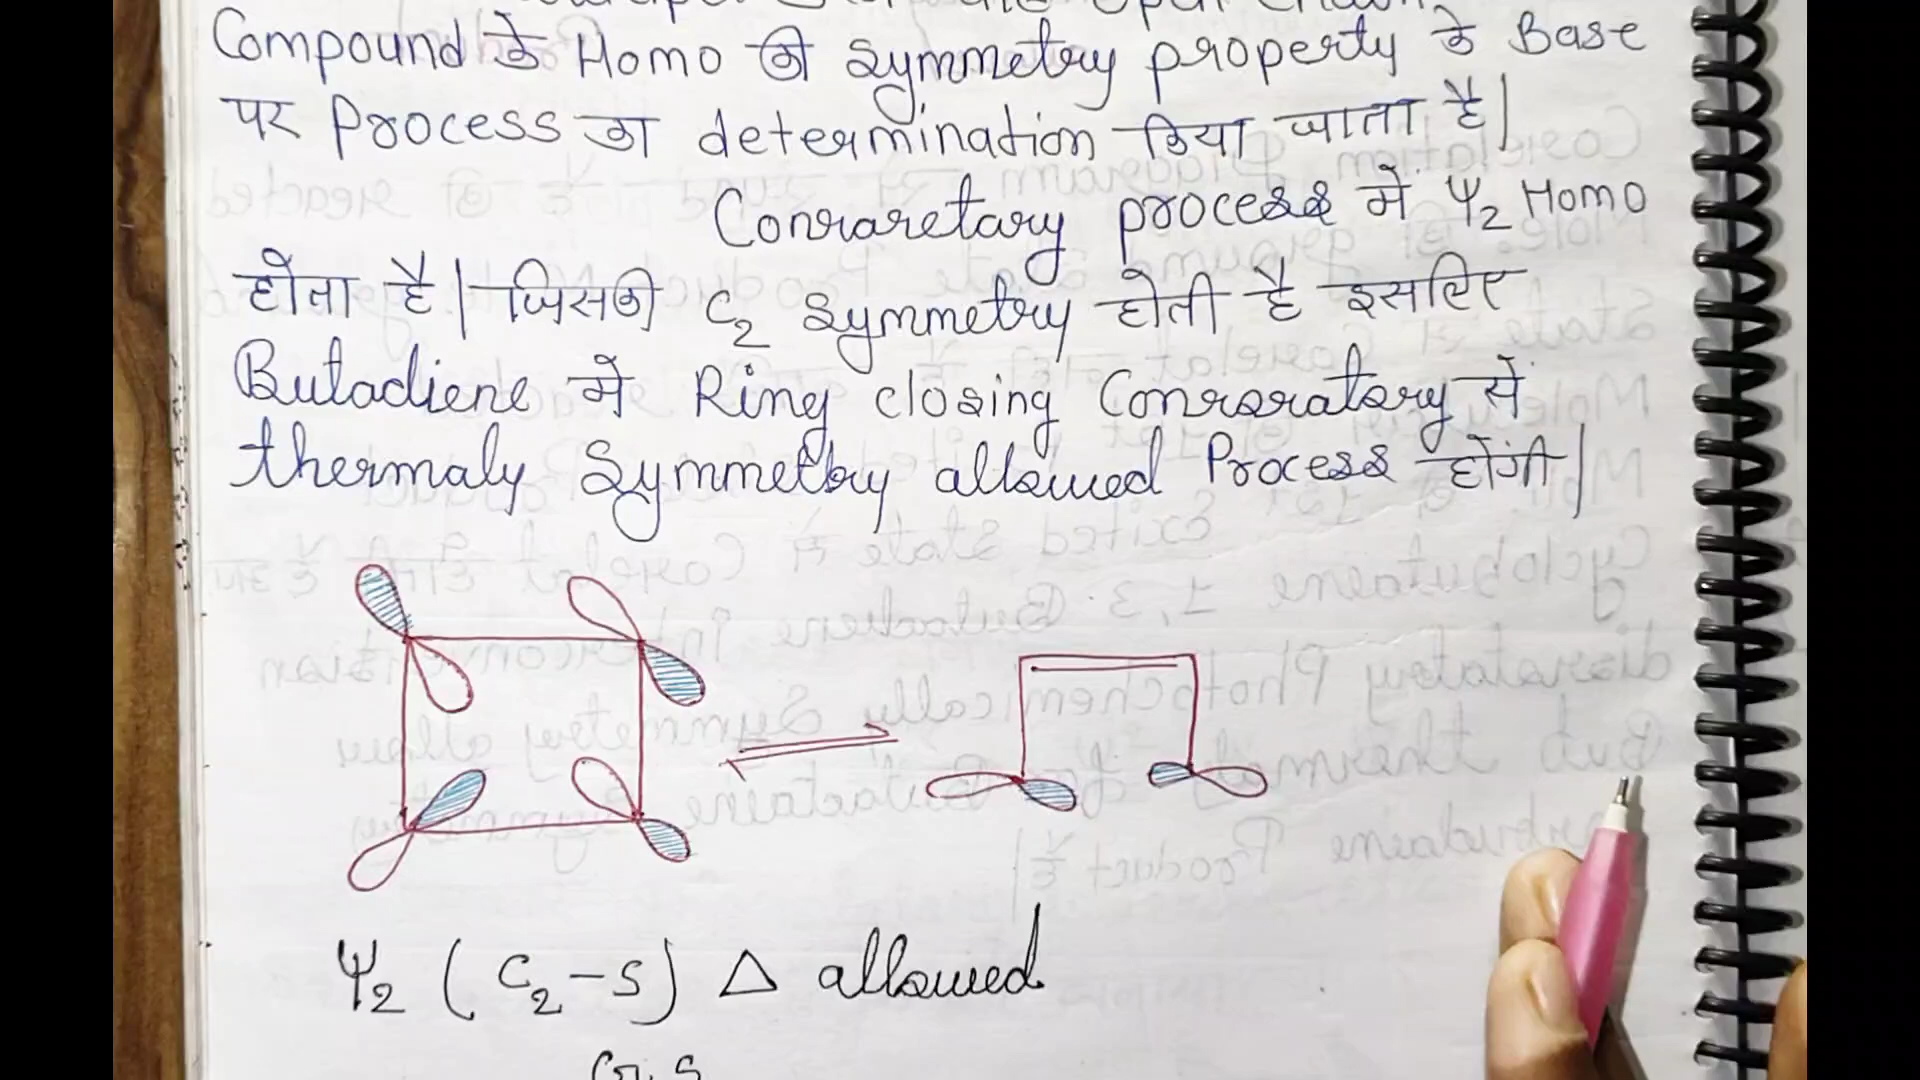 Compound के Homo की symmetry property के Base
पर Process का determination किया जाता है|
Conraretary process में Ψ2 Homo
होता है| जिसकी C2 symmetry होती है इसलिए
Butadiene में Ring closing Conroratary से
thermaly Symmetry allowed Process होगी|
Ψ2 ( C2 - S ) Δ allowed